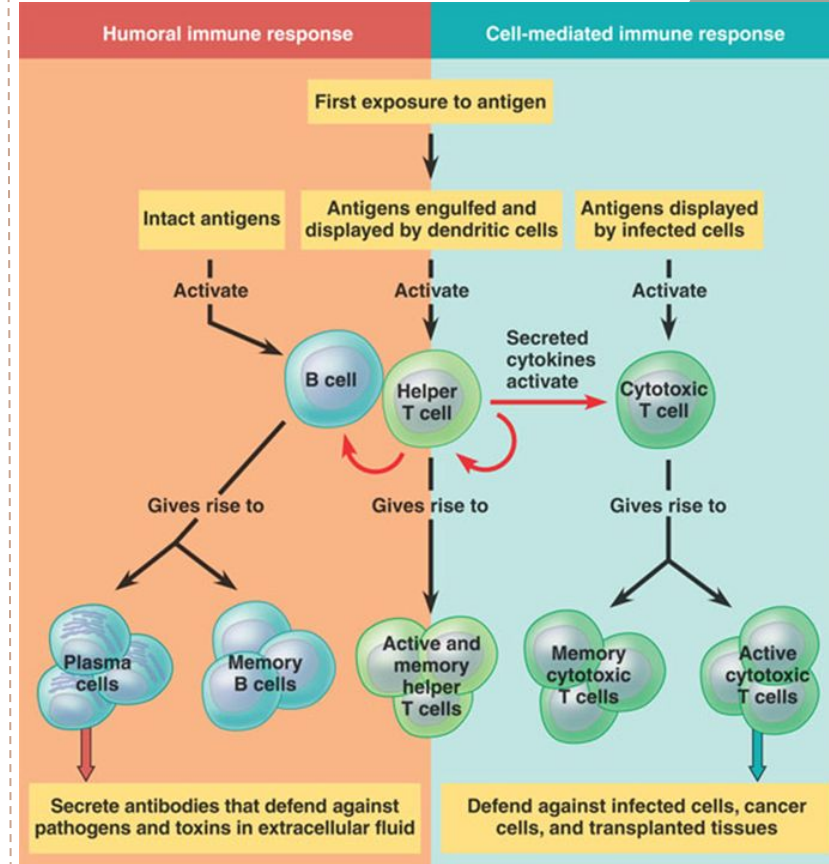 Humoral immune response
Cell-mediated immune response
First exposure to antigen
Intact antigens
Antigens engulfed and
displayed by dendritic cells
Antigens displayed
by infected cells
Activate
Activate
Activate
Secreted
cytokines
activate
B cell
Helper
T cell
Cytotoxic
T cell
Gives rise to
Gives rise to
Gives rise to
Plasma
cells
Memory
B cells
Active and
memory
helper
T cells
Memory
cytotoxic
T cells
Active
cytotoxic
T cells
Secrete antibodies that defend against
pathogens and toxins in extracellular fluid
Defend against infected cells, cancer
cells, and transplanted tissues